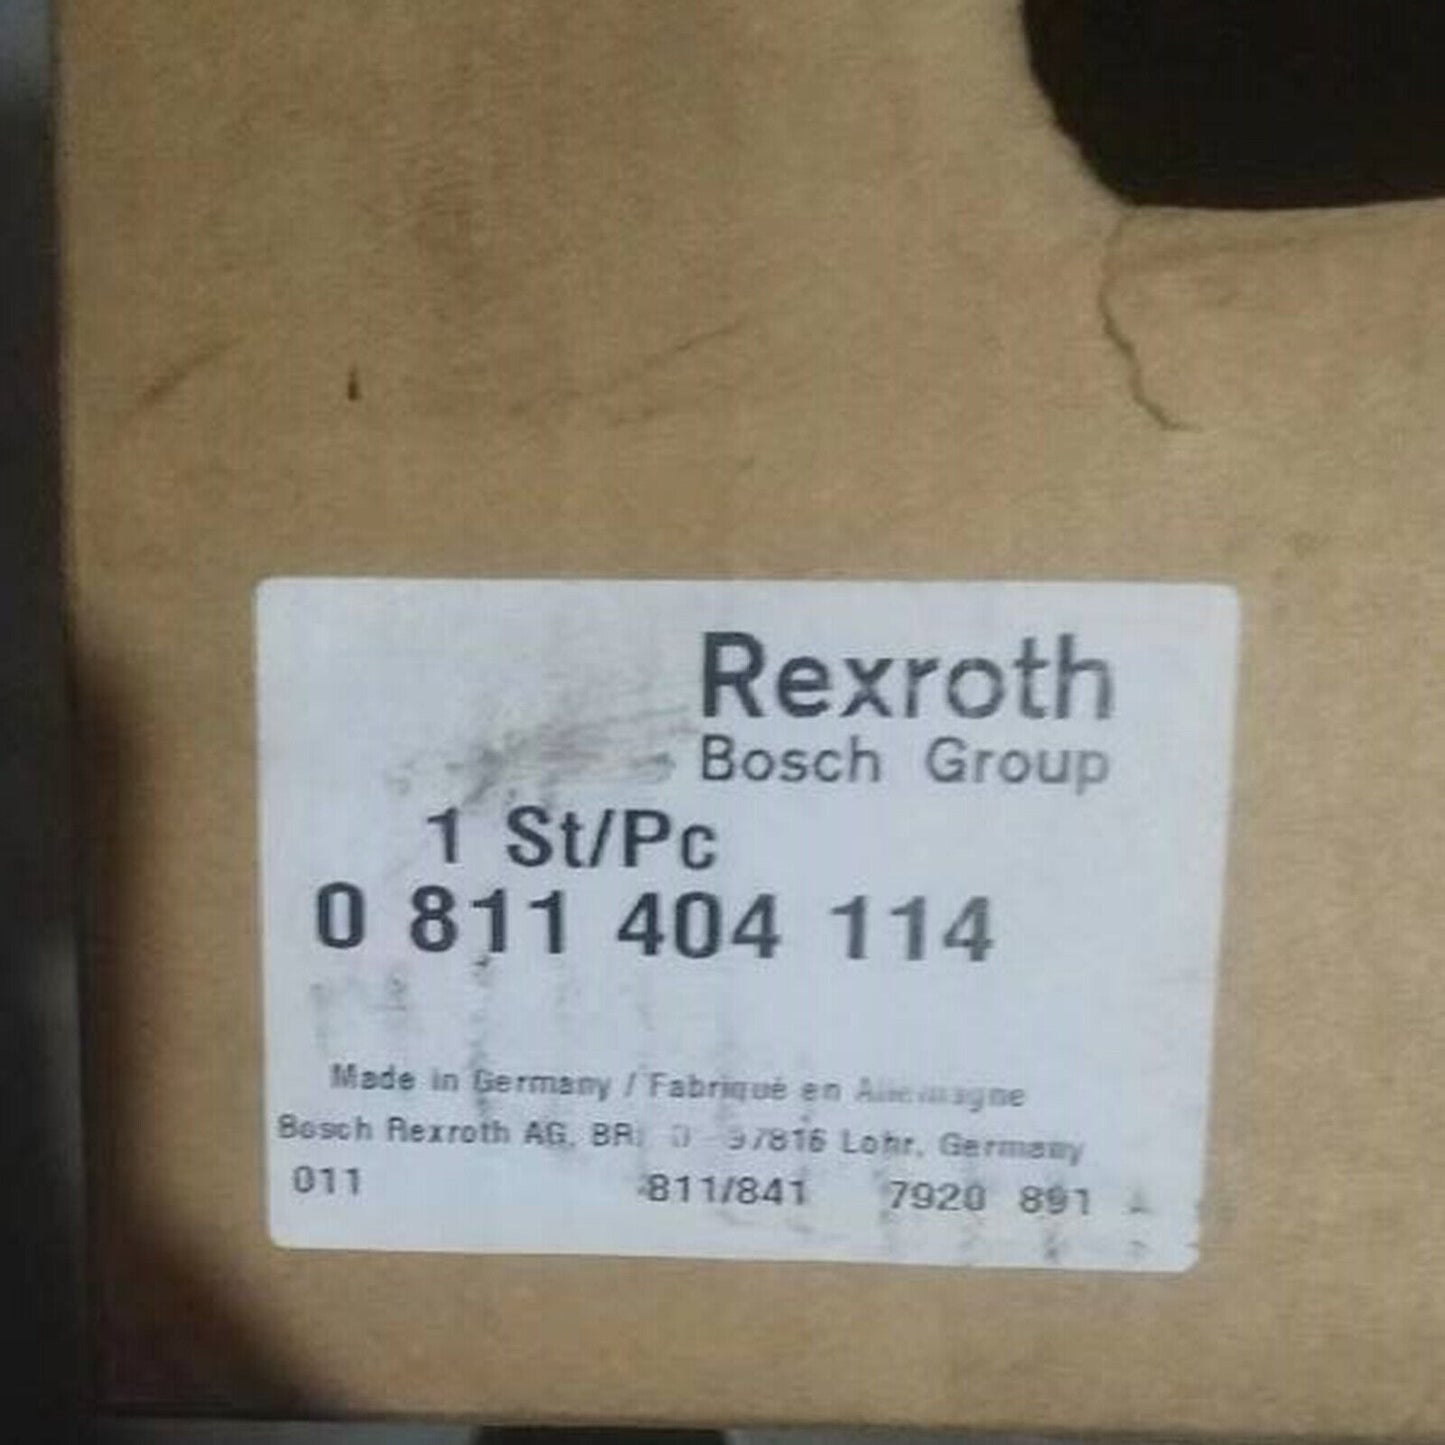 Rexroth
Bosch Group
1 St/Pc
0 811 404 114
Made in Germany / Fabriqué en Allemagne
Bosch Rexroth AG, 97816 Lohr, Germany
011 811/841 7920 891